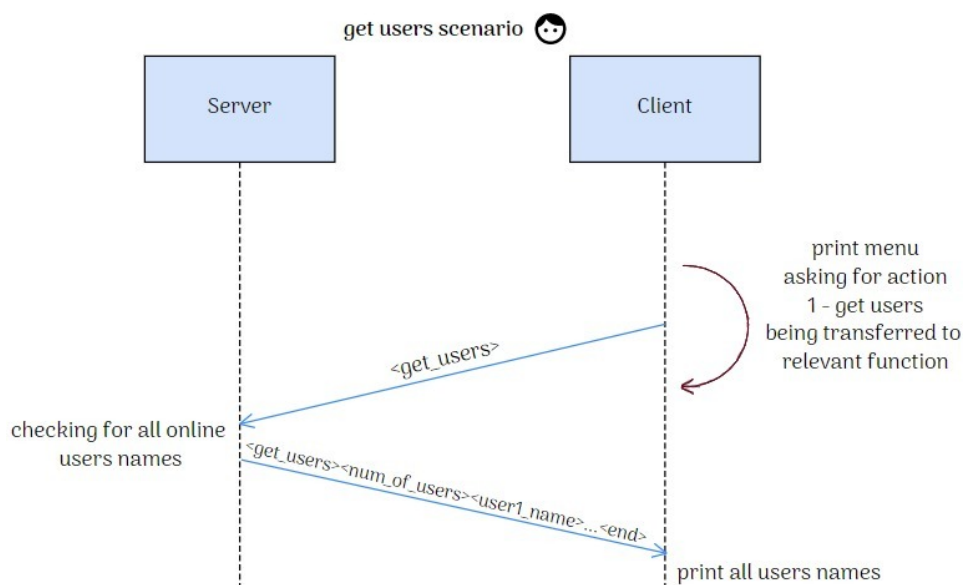 get users scenario
Server
Client
print menu
asking for action
1 - get users
being transferred to
relevant function
<get_users>
checking for all online
users names
<get_users><num_of_users><user1_name>...<end>
print all users names